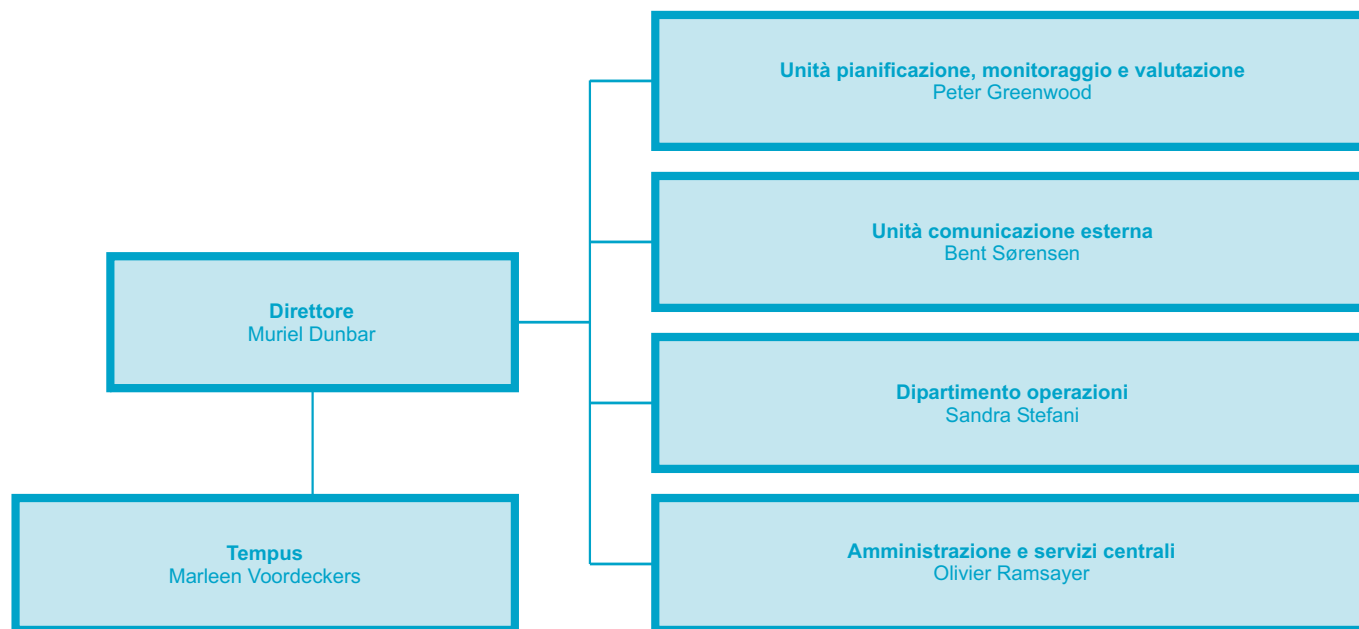 Unità pianificazione, monitoraggio e valutazione
Peter Greenwood
Unità comunicazione esterna
Bent Sørensen
Direttore
Muriel Dunbar
Dipartimento operazioni
Sandra Stefani
Tempus
Marleen Voordeckers
Amministrazione e servizi centrali
Olivier Ramsayer